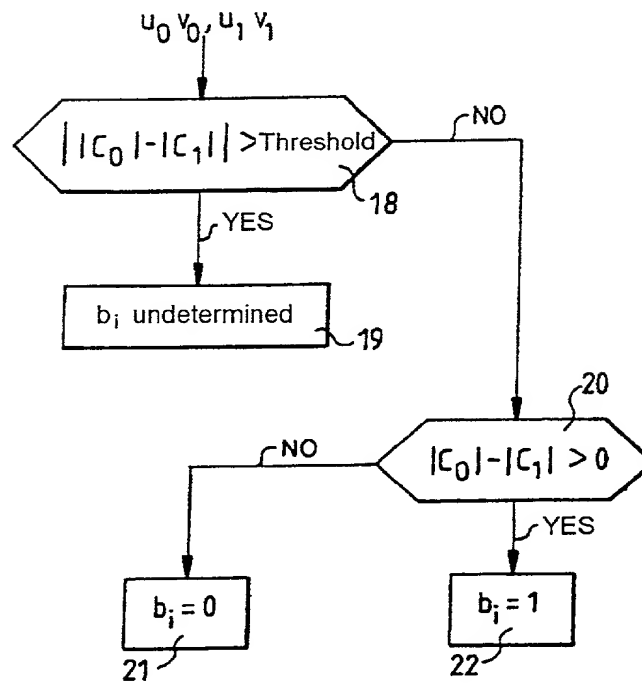 u₀ v₀, u₁ v₁
||C₀|-|C₁|| > Threshold
NO
18
YES
bᵢ undetermined
19
20
NO
|C₀|-|C₁| > 0
YES
bᵢ = 0
bᵢ = 1
21
22